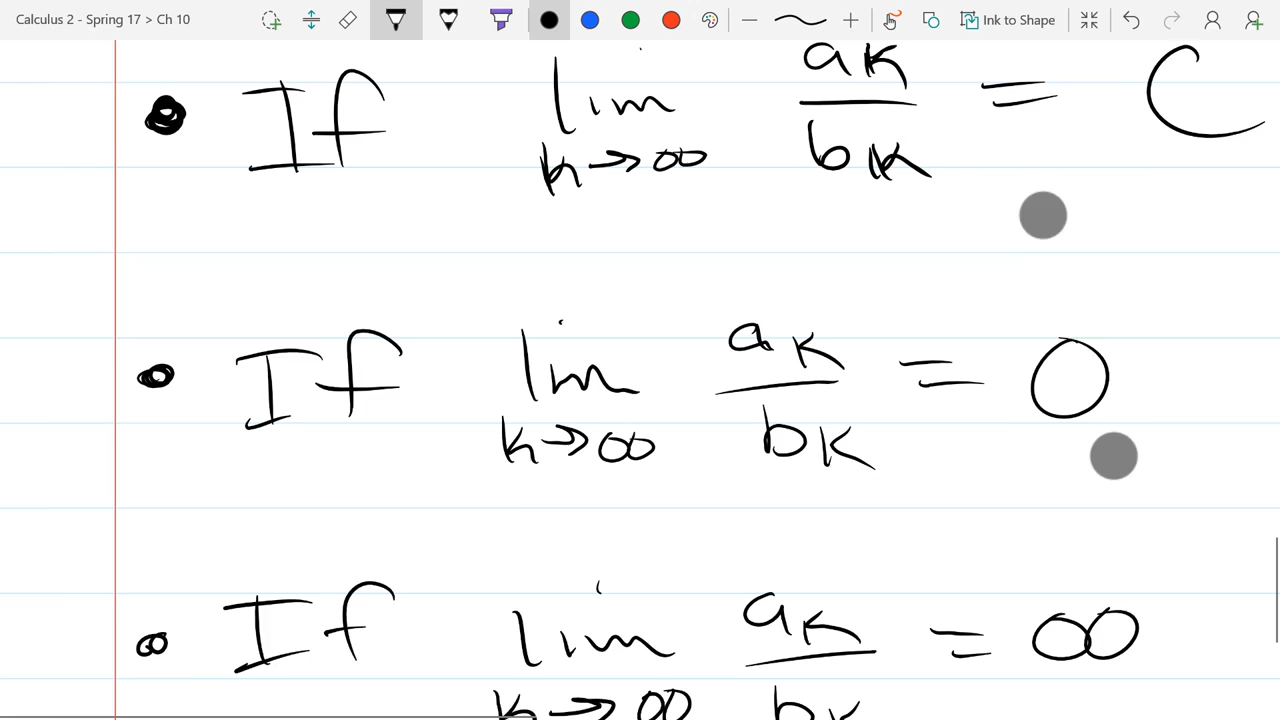 Calculus 2 - Spring 17 > Ch 10
Ink to Shape
• If lim k→∞ ak/bk = C
• If lim k→∞ ak/bk = 0
• If lim k→∞ ak/bk = ∞